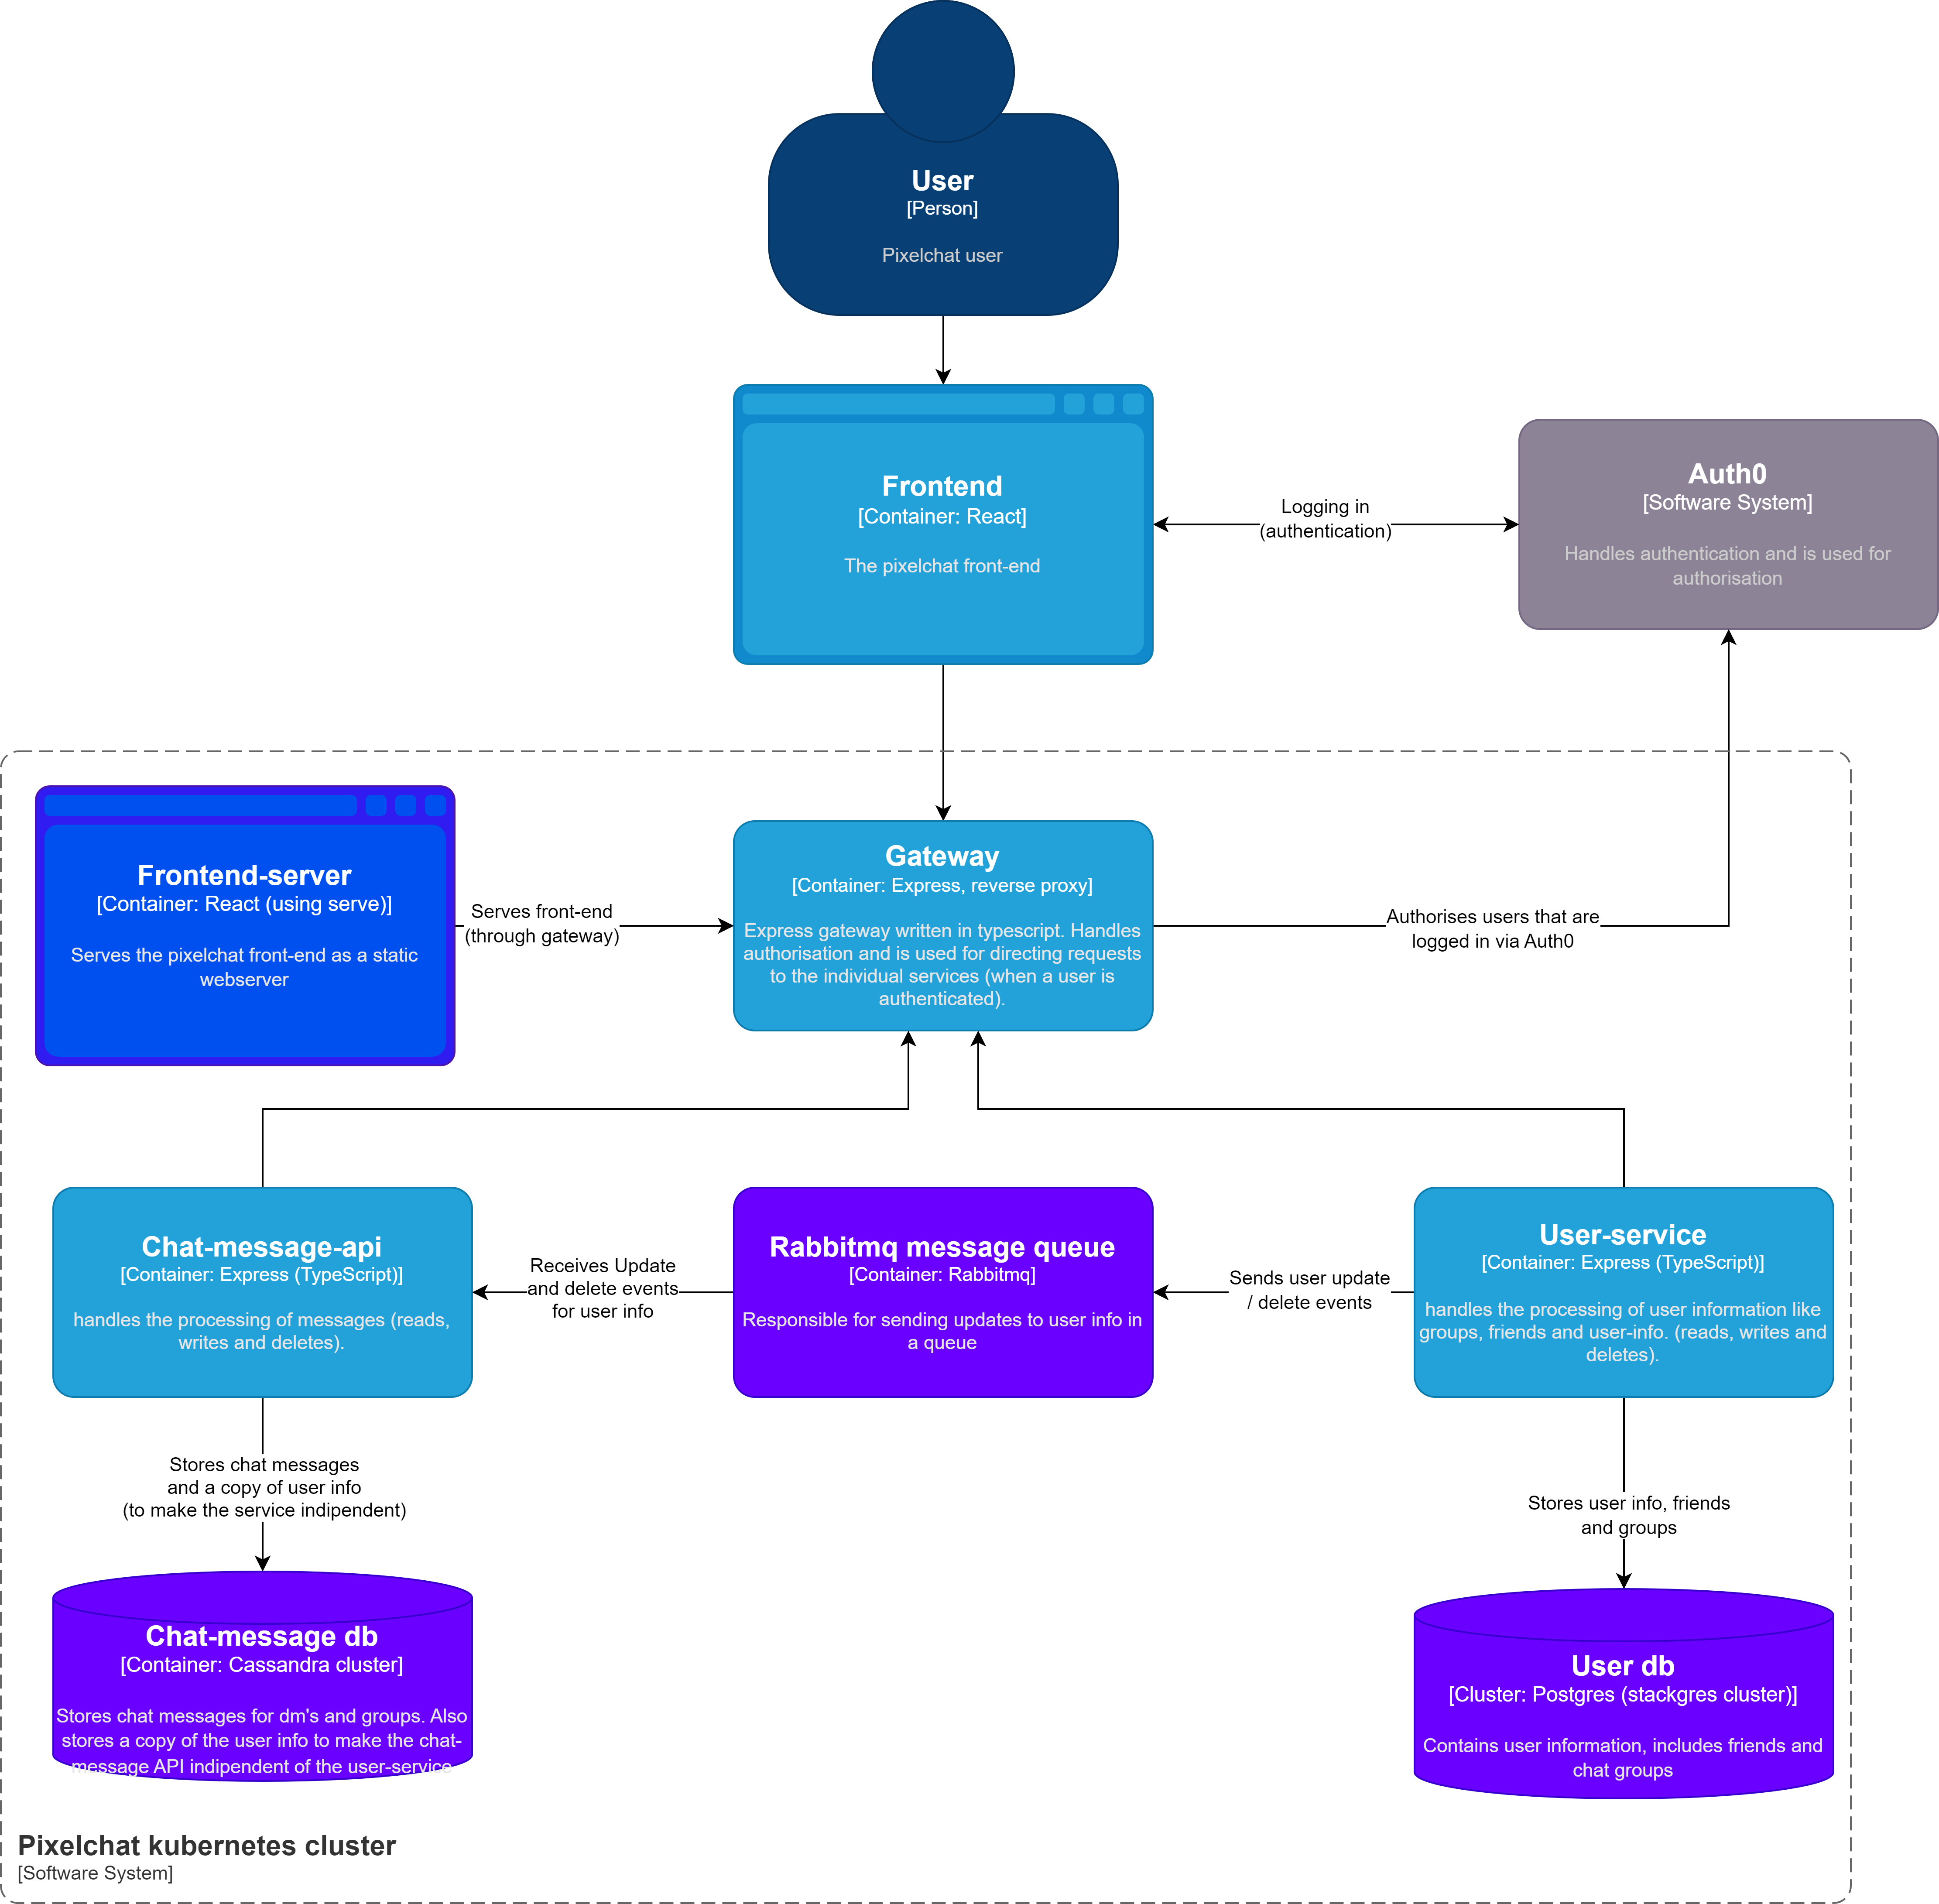 User
[Person]
Pixelchat user
Frontend
[Container: React]
The pixelchat front-end
Logging in
(authentication)
Auth0
[Software System]
Handles authentication and is used for
authorisation
Frontend-server
[Container: React (using serve)]
Serves the pixelchat front-end as a static
webserver
Serves front-end
(through gateway)
Gateway
[Container: Express, reverse proxy]
Express gateway written in typescript. Handles
authorisation and is used for directing requests
to the individual services (when a user is
authenticated).
Authorises users that are
logged in via Auth0
Chat-message-api
[Container: Express (TypeScript)]
handles the processing of messages (reads,
writes and deletes).
Receives Update
and delete events
for user info
Rabbitmq message queue
[Container: Rabbitmq]
Responsible for sending updates to user info in
a queue
Sends user update
/ delete events
User-service
[Container: Express (TypeScript)]
handles the processing of user information like
groups, friends and user-info. (reads, writes and
deletes).
Stores chat messages
and a copy of user info
(to make the service indipendent)
Stores user info, friends
and groups
Chat-message db
[Container: Cassandra cluster]
Stores chat messages for dm's and groups. Also
stores a copy of the user info to make the chat-
message API indipendent of the user-service
User db
[Cluster: Postgres (stackgres cluster)]
Contains user information, includes friends and
chat groups
Pixelchat kubernetes cluster
[Software System]